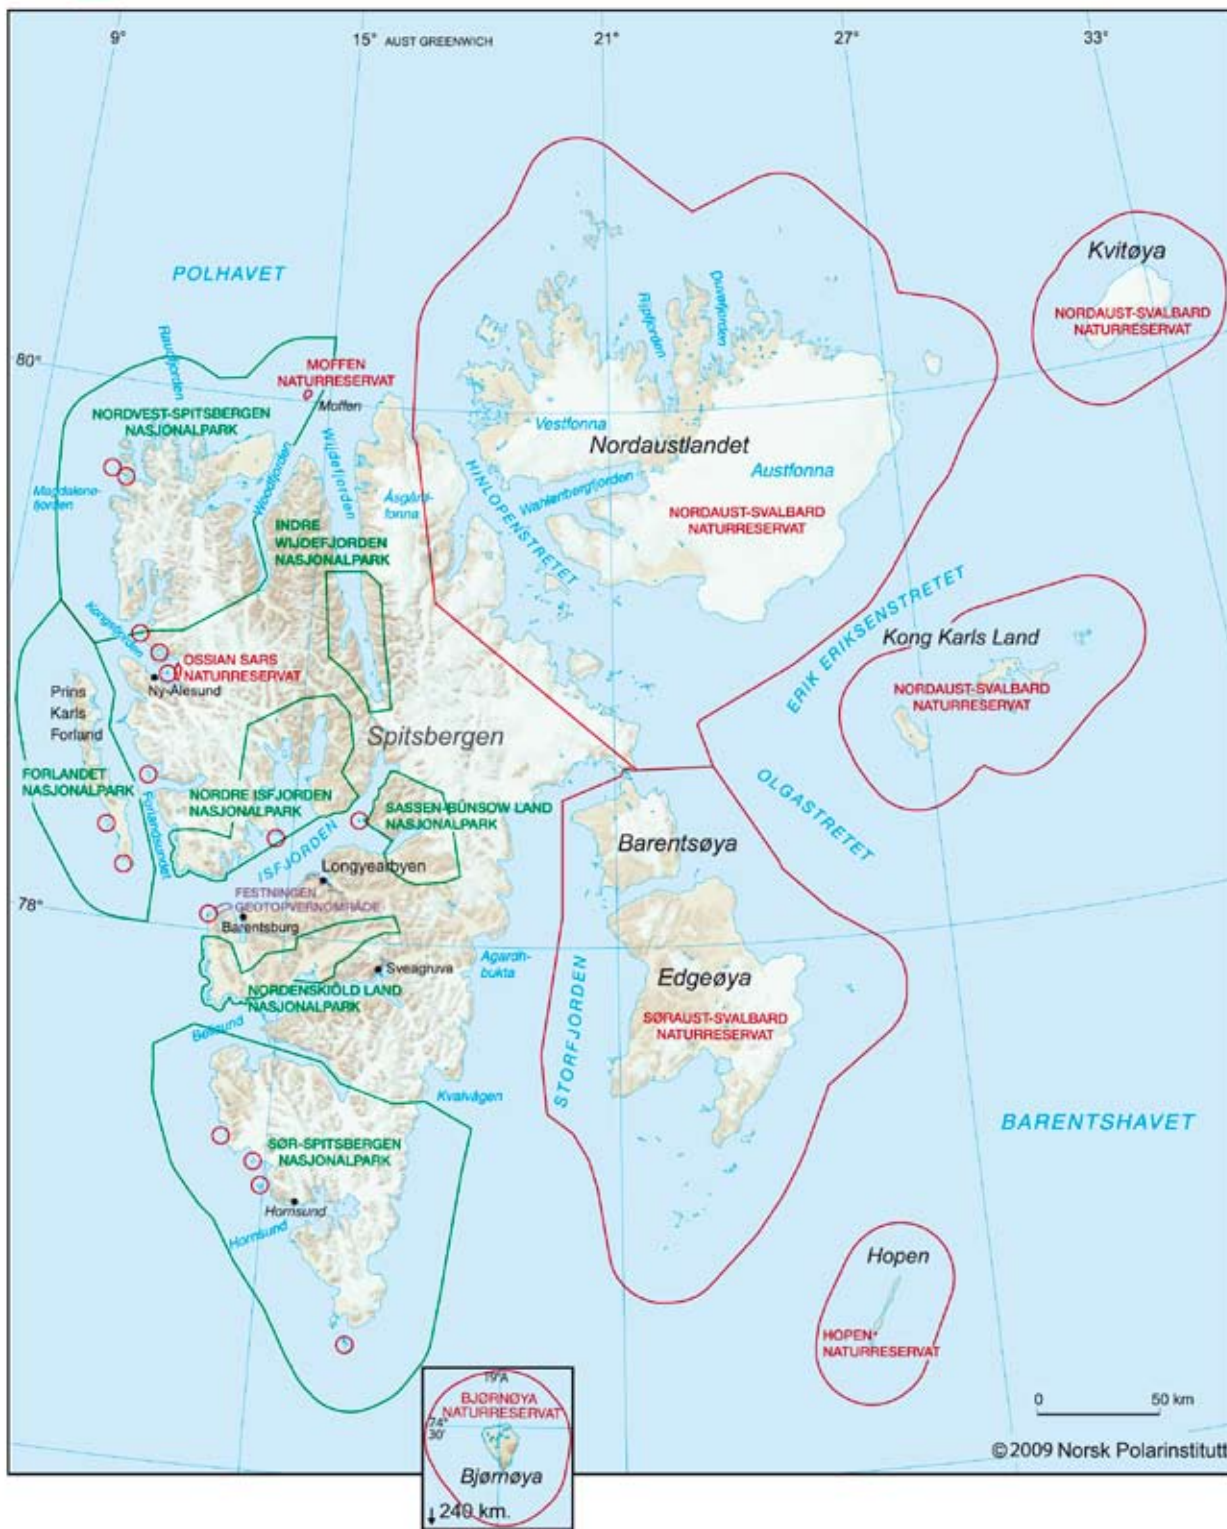 9°
15° AUST GREENWICH
21°
27°
33°
POLHAVET
Kvitøya
NORDAUST-SVALBARD
NATURRESERVAT
80°
Raudfjorden
MOFFEN
NATURRESERVAT
Moffen
NORDVEST-SPITSBERGEN
NASJONALPARK
Ripfjorden
Duvefjorden
Vestfonna
Nordaustlandet
Austfonna
Magdalene-
fjorden
Woodfjorden
Wijdefjorden
Åsgård-
fonna
HINLOPENSTRETET
Wahlenbergfjorden
NORDAUST-SVALBARD
NATURRESERVAT
INDRE
WIJDEFJORDEN
NASJONALPARK
ERIK ERIKSENSTRETET
Kongsfjorden
Kong Karls Land
NORDAUST-SVALBARD
NATURRESERVAT
OSSIAN SARS
NATURRESERVAT
Ny-Ålesund
Prins
Karls
Forland
Spitsbergen
FORLANDET
NASJONALPARK
Forlandsundet
NORDRE ISFJORDEN
NASJONALPARK
SASSEN-BÜNSOW LAND
NASJONALPARK
OLGASTRETET
ISFJORDEN
Barentsøya
Longyearbyen
78°
FESTNINGEN
GEOTOPVERNOMRÅDE
Barentsburg
Agardh-
bukta
Sveagruva
Edgeøya
NORDENSKIÖLD LAND
NASJONALPARK
SØRAUST-SVALBARD
NATURRESERVAT
Bellsund
STORFJORDEN
Kvalvågen
BARENTSHAVET
SØR-SPITSBERGEN
NASJONALPARK
Hornsund
Hornsund
Hopen
HOPEN
NATURRESERVAT
19°A
BJØRNØYA
NATURRESERVAT
74°
30'
Bjørnøya
240 km.
0 50 km
©2009 Norsk Polarinstitutt